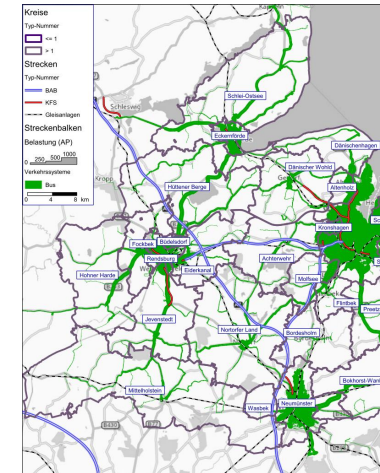 Kreise
Typ-Nummer
<= 1
> 1
Strecken
Typ-Nummer
BAB
KFS
Gleisanlagen
Streckenbalken
Belastung (AP)
0 250 500 1000
Verkehrssysteme
Bus
0 4 8 km
Schleswig
Kropp
Schlei-Ostsee
Eckernförde
Dänischenhagen
Dänischer Wohld
Altenholz
Hüttener Berge
Kronshagen
Fockbek
Büdelsdorf
Rendsburg
Achterwehr
Eiderkanal
Hohner Harde
Molfsee
Flintbek
Preetz
Jevenstedt
Nortorfer Land
Bordesholm
Mittelholstein
Bokhorst-Wan
Wasbek
Neumünster